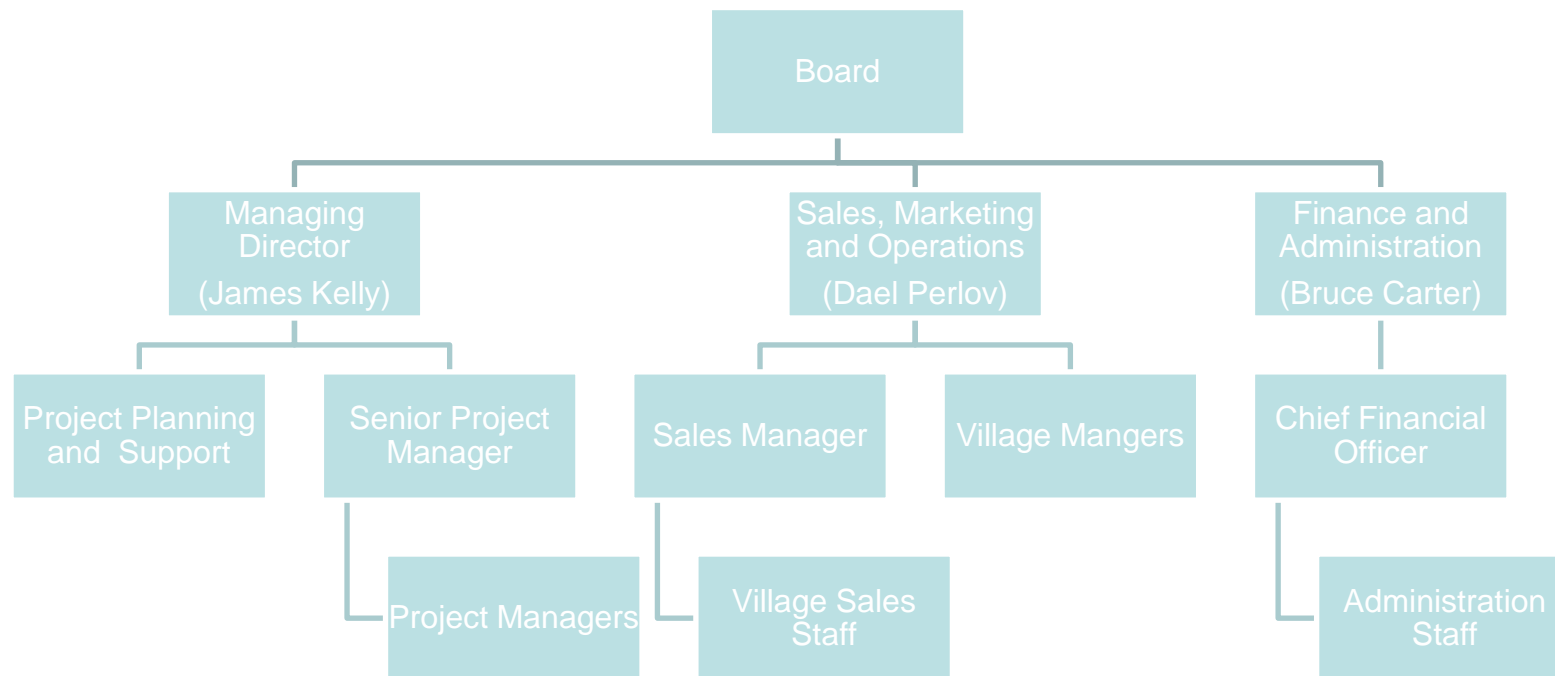 Board
Managing
Director
(James Kelly)
Sales, Marketing
and Operations
(Dael Perlov)
Finance and
Administration
(Bruce Carter)
Project Planning
and Support
Senior Project
Manager
Sales Manager
Village Mangers
Chief Financial
Officer
Project Managers
Village Sales
Staff
Administration
Staff